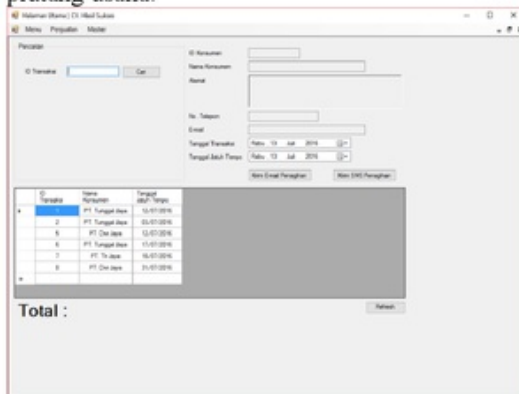 piutang usaha.
Halaman Utama | CV. Hasil Sukses
Menu Penjualan Master
Pencarian
ID Transaksi
Cari
ID Konsumen
Nama Konsumen
Alamat
No. Telepon
Email
Tanggal Transaksi Rabu, 13 Juli 2016
Tanggal Jatuh Tempo Rabu, 13 Juli 2016
Kirim Email Penagihan Kirim SMS Penagihan
ID Transaksi Nama Konsumen Tanggal Jatuh Tempo
1 PT. Tunggal Jaya
2 PT. Tunggal Jaya
PT. Dwi Jaya
PT. Tunggal Jaya
7 PT. Tri Jaya
8 PT. Dwi Jaya
Total :
Refresh